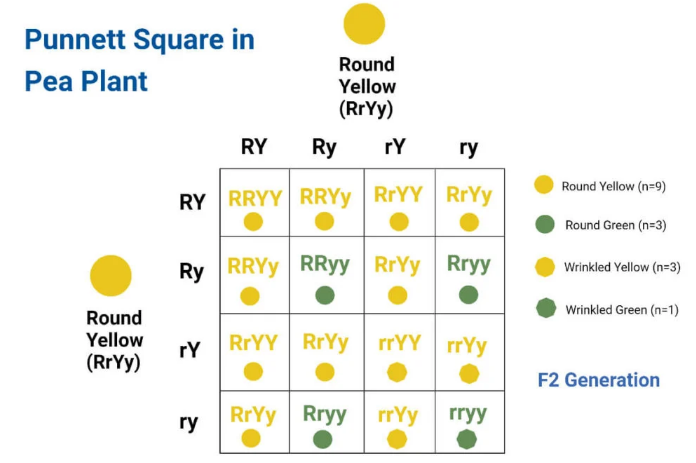 Punnett Square in
Pea Plant
Round
Yellow
(RrYy)
RY Ry rY ry
RY RRYY RRYy RrYY RrYy
Ry RRYy RRyy RrYy Rryy
rY RrYY RrYy rrYY rrYy
ry RrYy Rryy rrYy rryy
Round
Yellow
(RrYy)
Round Yellow (n=9)
Round Green (n=3)
Wrinkled Yellow (n=3)
Wrinkled Green (n=1)
F2 Generation